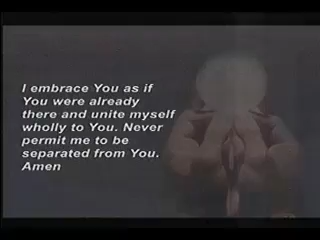 I embrace You as if
You were already
there and unite myself
wholly to You. Never
permit me to be
separated from You.
Amen